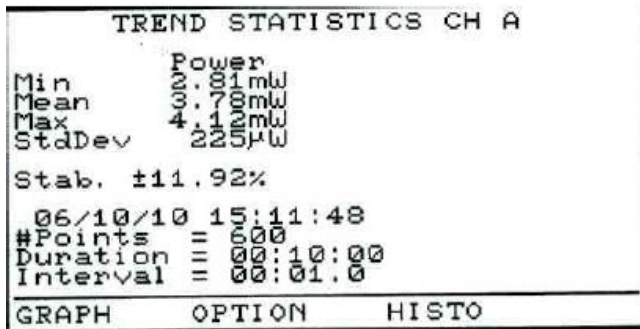 TREND STATISTICS CH A
Power
Min 2.81mW
Mean 3.78mW
Max 4.12mW
StdDev 225µW
Stab. ±11.92%
06/10/10 15:11:48
#Points = 600
Duration = 00:10:00
Interval = 00:01.0
GRAPH OPTION HISTO